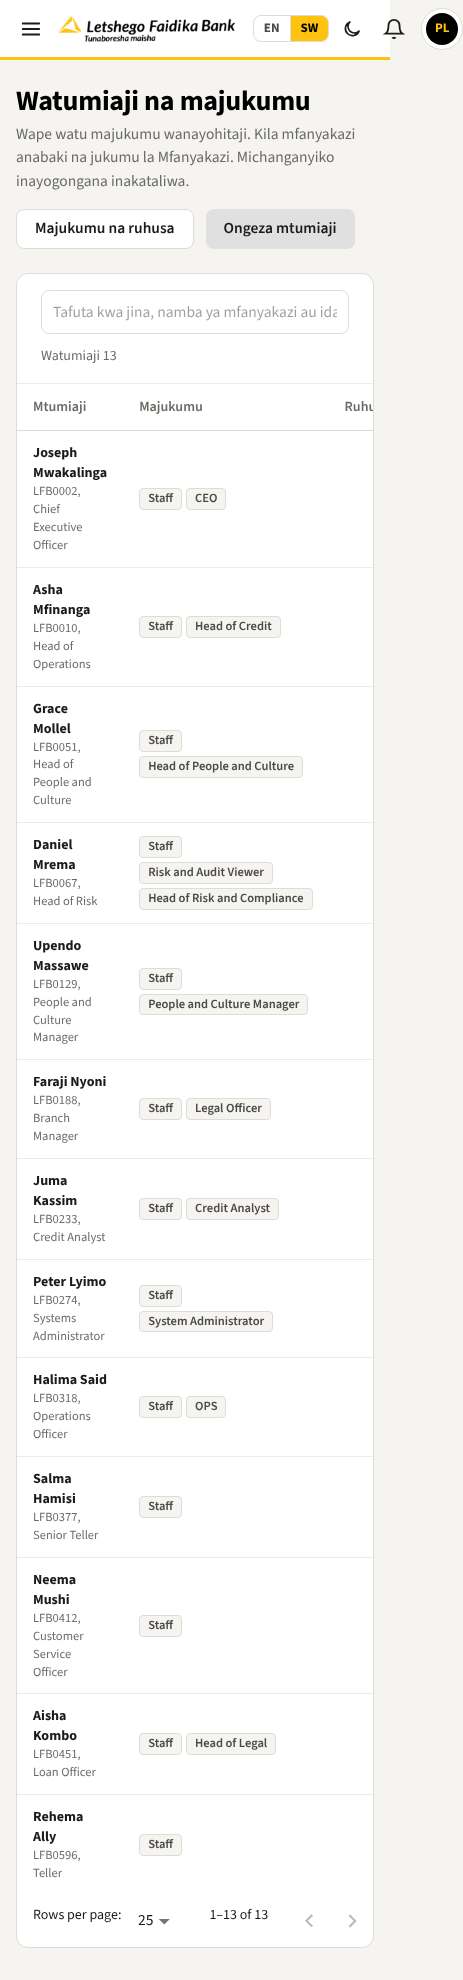 Letshego Faidika Bank
Tunaboresha maisha
EN SW PL
Watumiaji na majukumu
Wape watu majukumu wanayohitaji. Kila mfanyakazi
anabaki na jukumu la Mfanyakazi. Michanganyiko
inayogongana inakataliwa.
Majukumu na ruhusa Ongeza mtumiaji
Tafuta kwa jina, namba ya mfanyakazi au
Watumiaji 13
Mtumiaji Majukumu
Joseph
Mwakalinga
LFB0002,
Chief
Executive
Officer
Staff CEO
Asha
Mfinanga
LFB0010,
Head of
Operations
Staff Head of Credit
Grace
Mollel
LFB0051,
Head of
People and
Culture
Staff
Head of People and Culture
Daniel
Mrema
LFB0067,
Head of Risk
Staff
Risk and Audit Viewer
Head of Risk and Compliance
Upendo
Massawe
LFB0129,
People and
Culture
Manager
Staff
People and Culture Manager
Faraji Nyoni
LFB0188,
Branch
Manager
Staff Legal Officer
Juma
Kassim
LFB0233,
Credit Analyst
Staff Credit Analyst
Peter Lyimo
LFB0274,
Systems
Administrator
Staff
System Administrator
Halima Said
LFB0318,
Operations
Officer
Staff OPS
Salma
Hamisi
LFB0377,
Senior Teller
Staff
Neema
Mushi
LFB0412,
Customer
Service
Officer
Staff
Aisha
Kombo
LFB0451,
Loan Officer
Staff Head of Legal
Rehema
Ally
LFB0596,
Teller
Staff
Rows per page: 25 1–13 of 13